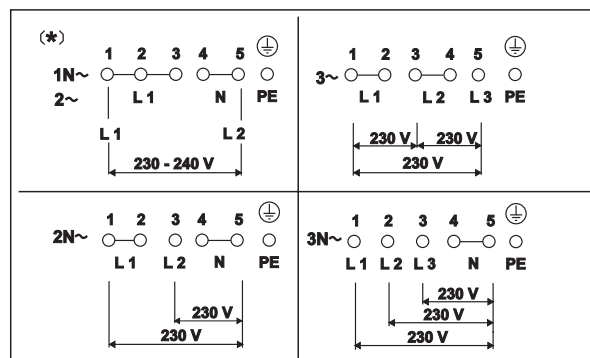 (*)
1 2 3 4 5
1N~
2~ L 1 N PE
L 1 L 2
230 - 240 V
1 2 3 4 5
3~
L 1 L 2 L 3 PE
230 V 230 V
230 V
1 2 3 4 5
2N~
L 1 L 2 N PE
230 V
230 V
1 2 3 4 5
3N~
L 1 L 2 L 3 N PE
230 V
230 V
230 V